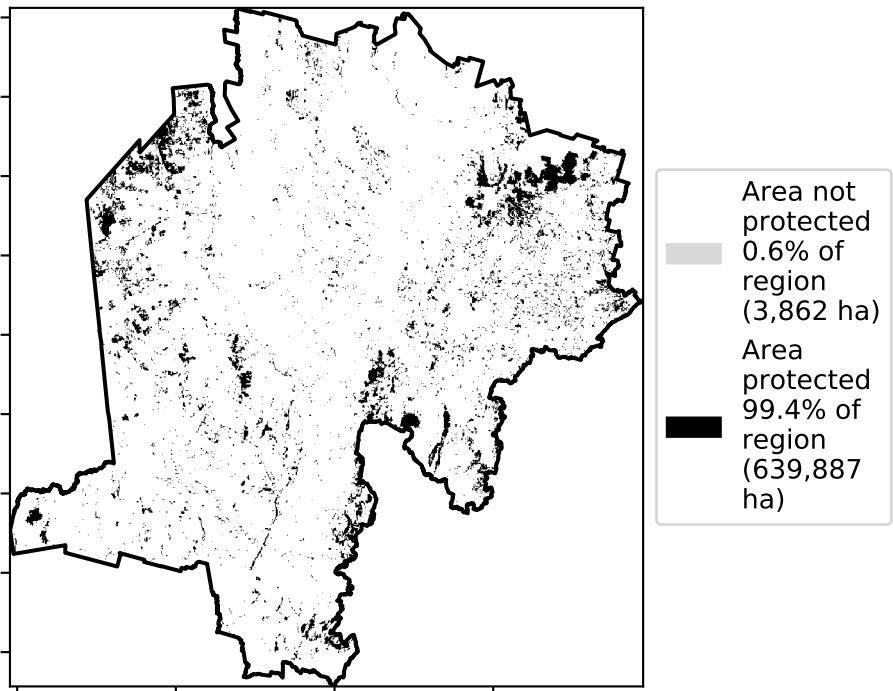 Area not
protected
0.6% of
region
(3,862 ha)
Area
protected
99.4% of
region
(639,887
ha)